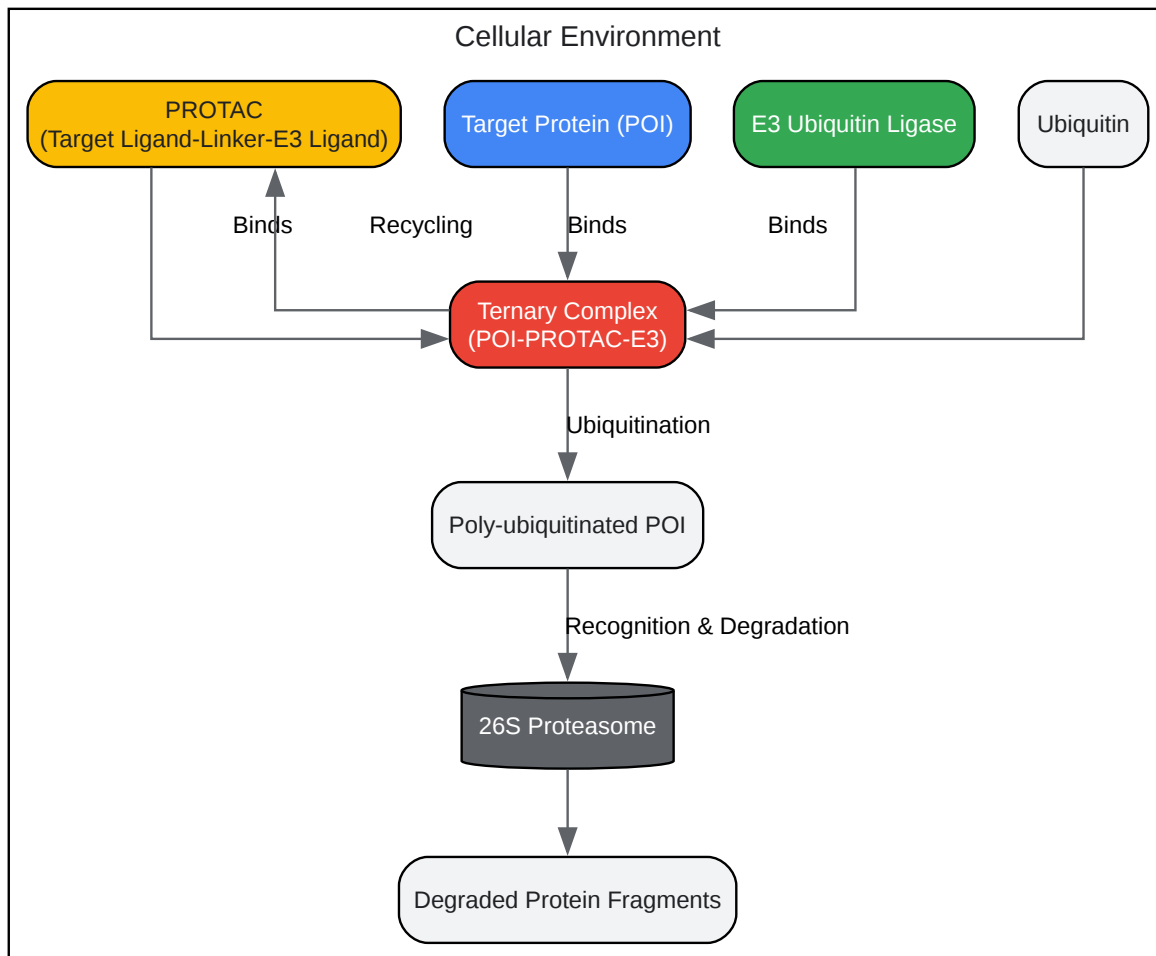 Cellular Environment
PROTAC
(Target Ligand-Linker-E3 Ligand)
Target Protein (POI)
E3 Ubiquitin Ligase
Ubiquitin
Binds
Recycling
Binds
Binds
Ternary Complex
(POI-PROTAC-E3)
Ubiquitination
Poly-ubiquitinated POI
Recognition & Degradation
26S Proteasome
Degraded Protein Fragments